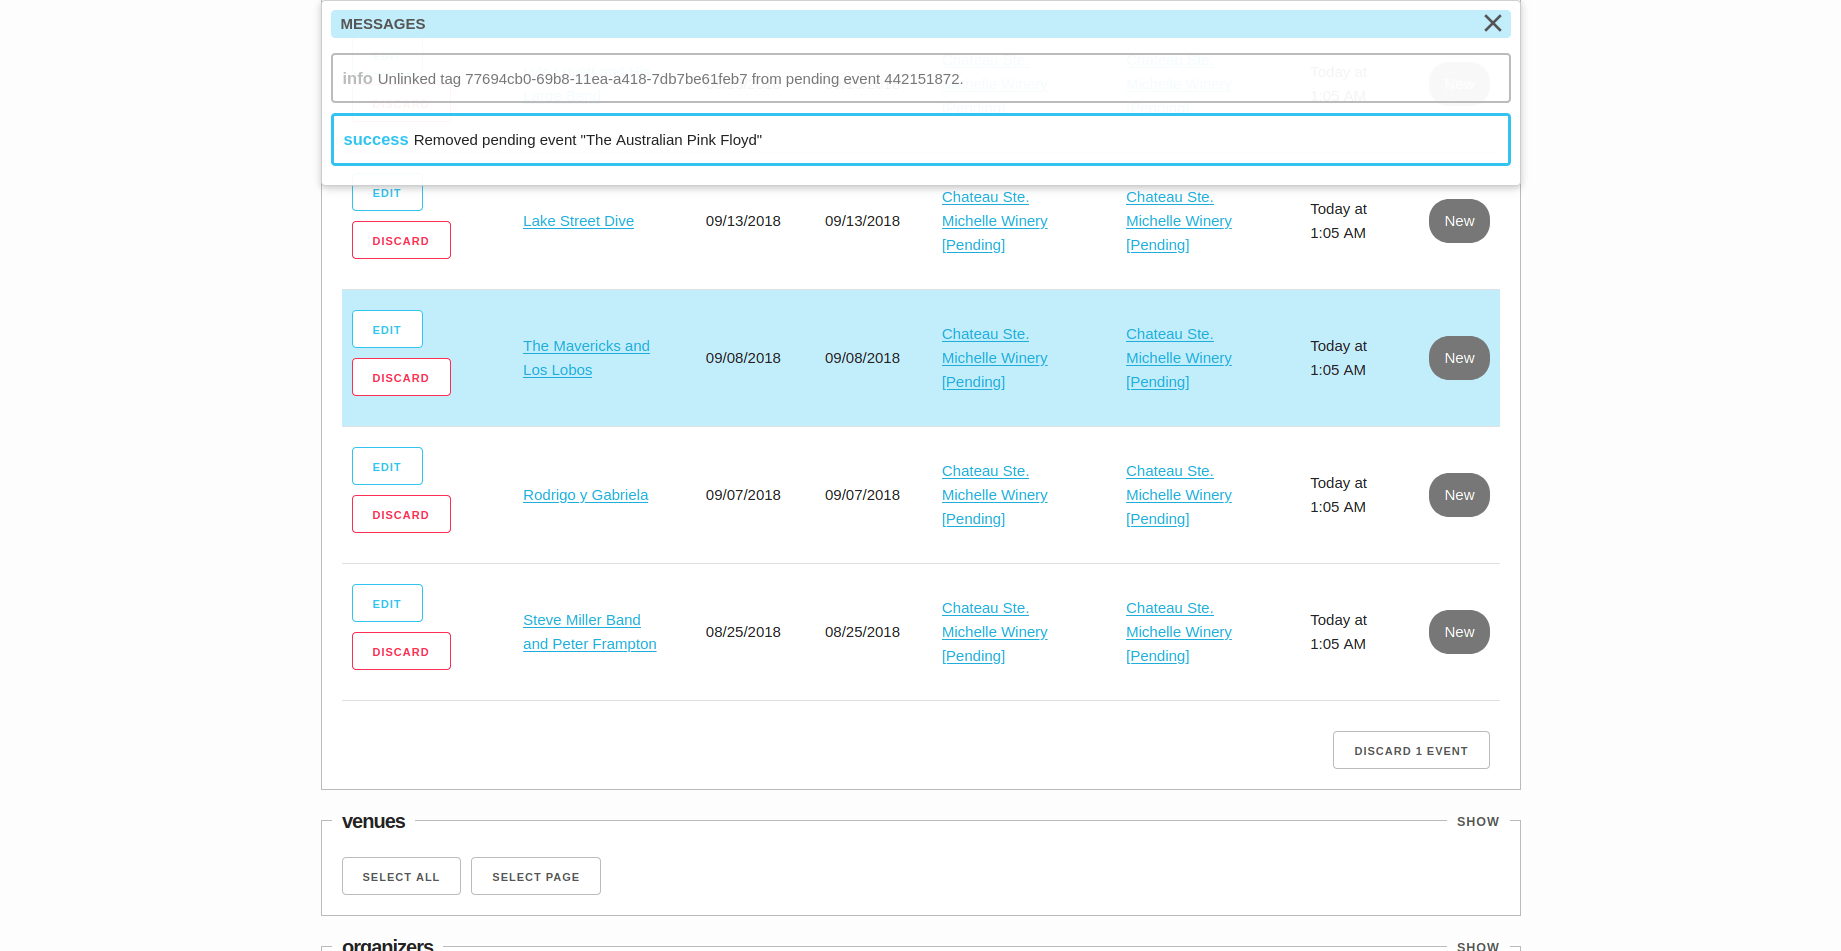 MESSAGES
info Unlinked tag 77694cb0-69b8-11ea-a418-7db7be61feb7 from pending event 442151872.
success Removed pending event "The Australian Pink Floyd"
EDIT
DISCARD
Lake Street Dive
09/13/2018
09/13/2018
Chateau Ste.
Michelle Winery
[Pending]
Chateau Ste.
Michelle Winery
[Pending]
Today at
1:05 AM
New
EDIT
DISCARD
The Mavericks and
Los Lobos
09/08/2018
09/08/2018
Chateau Ste.
Michelle Winery
[Pending]
Chateau Ste.
Michelle Winery
[Pending]
Today at
1:05 AM
New
EDIT
DISCARD
Rodrigo y Gabriela
09/07/2018
09/07/2018
Chateau Ste.
Michelle Winery
[Pending]
Chateau Ste.
Michelle Winery
[Pending]
Today at
1:05 AM
New
EDIT
DISCARD
Steve Miller Band
and Peter Frampton
08/25/2018
08/25/2018
Chateau Ste.
Michelle Winery
[Pending]
Chateau Ste.
Michelle Winery
[Pending]
Today at
1:05 AM
New
DISCARD 1 EVENT
venues
SHOW
SELECT ALL
SELECT PAGE
organizers
SHOW